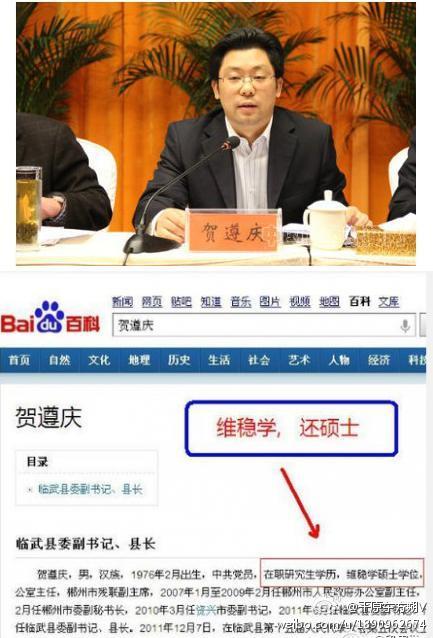 贺遵庆
新闻 网页 贴吧 知道 音乐 图片 视频 地图 百科 文库
Bai du 百科
贺遵庆
首页 自然 文化 地理 历史 生活 社会 艺术 人物 经济 科技
贺遵庆
维稳学, 还硕士
目录
临武县委副书记、县长
临武县委副书记、县长
贺遵庆,男,汉族,1976年2月出生,中共党员,在职研究生学历,维稳学硕士学位
公室主任,郴州市残联副主席,2007年1月至2009年2月任郴州市人民政府办公室副主任,
2月任郴州市委副秘书长,2010年3月任资兴市委副书记,2011年
任临武县委副书记、县长。2011年12月7日,在临武县第
weibo.com/1399952674